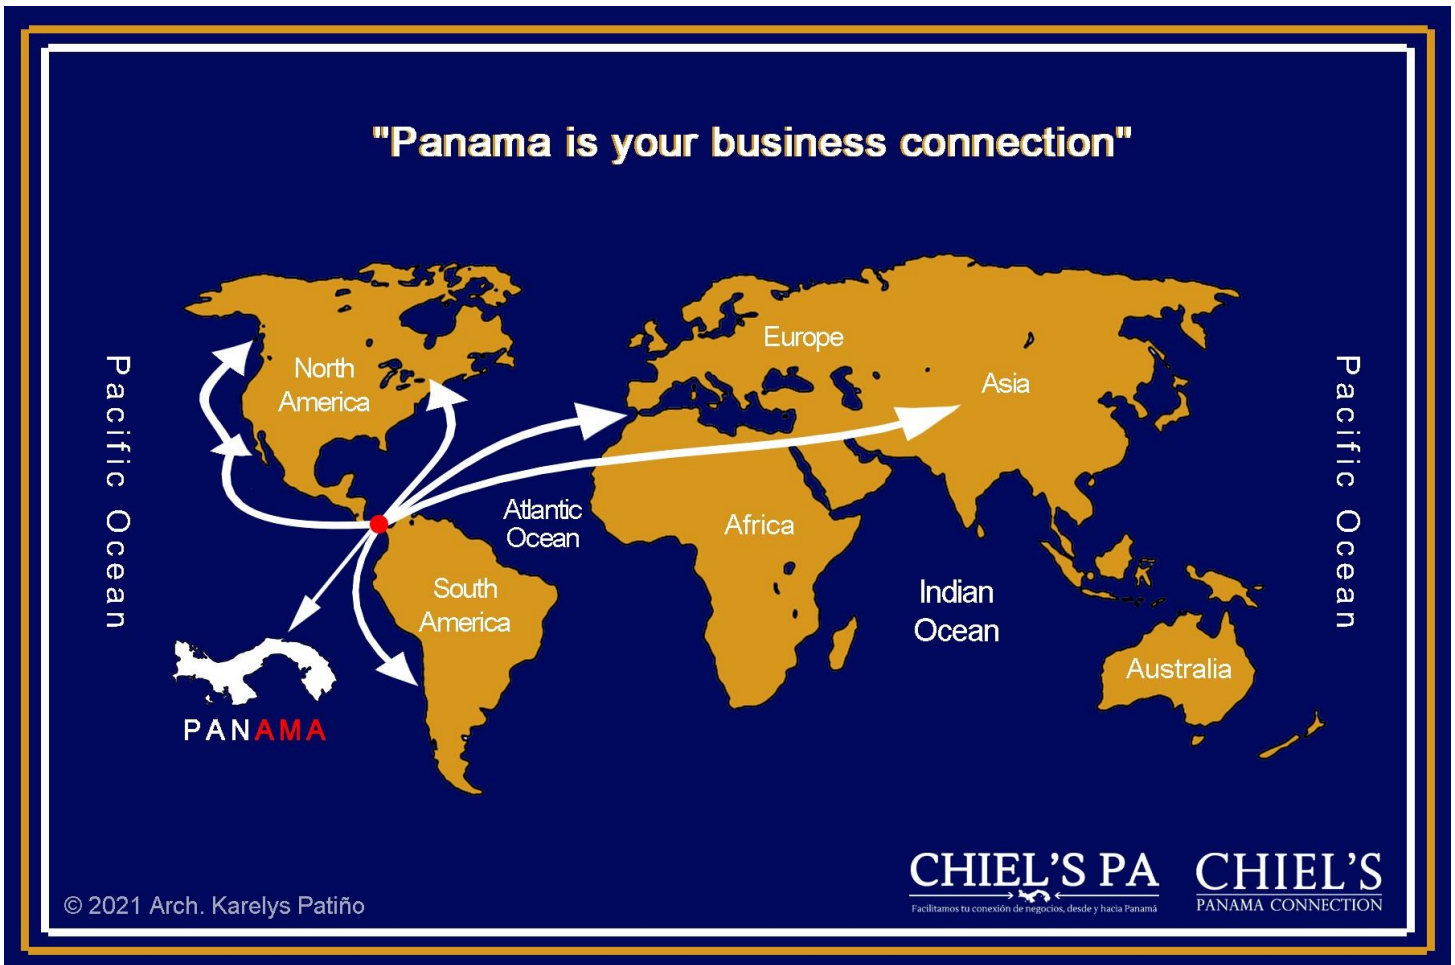 "Panama is your business connection"
North
America
Europe
Asia
Pacific Ocean
Pacific Ocean
Atlantic
Ocean
Africa
South
America
Indian
Ocean
Australia
PANAMA
CHIEL'S PA
Facilitamos tu conexión de negocios, desde y hacia Panamá
CHIEL'S
PANAMA CONNECTION
© 2021 Arch. Karelys Patiño